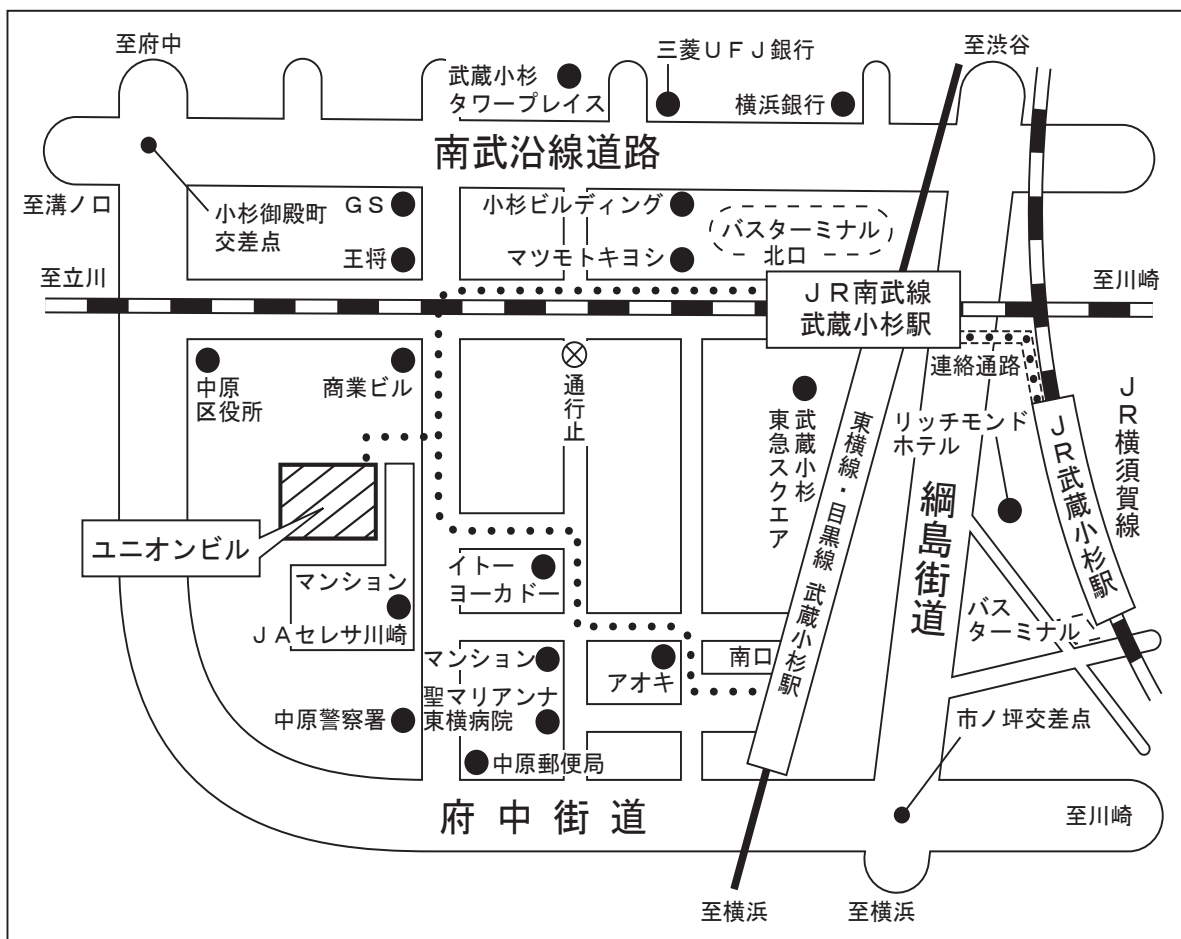 至府中
三菱ＵＦＪ銀行
至渋谷
武蔵小杉
タワープレイス
横浜銀行
南武沿線道路
至溝ノ口
小杉御殿町
交差点
ＧＳ
王将
小杉ビルディング
マツモトキヨシ
バスターミナル
北口
至立川
ＪＲ南武線
武蔵小杉駅
至川崎
中原
区役所
商業ビル
通行止
連絡通路
武蔵小杉
東急スクエア
東横線・目黒線 武蔵小杉駅
リッチモンド
ホテル
綱島街道
ＪＲ武蔵小杉駅
ＪＲ横須賀線
ユニオンビル
マンション
ＪＡセレサ川崎
イトー
ヨーカドー
バス
ターミナル
マンション
アオキ
南口
聖マリアンナ
東横病院
中原警察署
中原郵便局
市ノ坪交差点
府中街道
至川崎
至横浜
至横浜